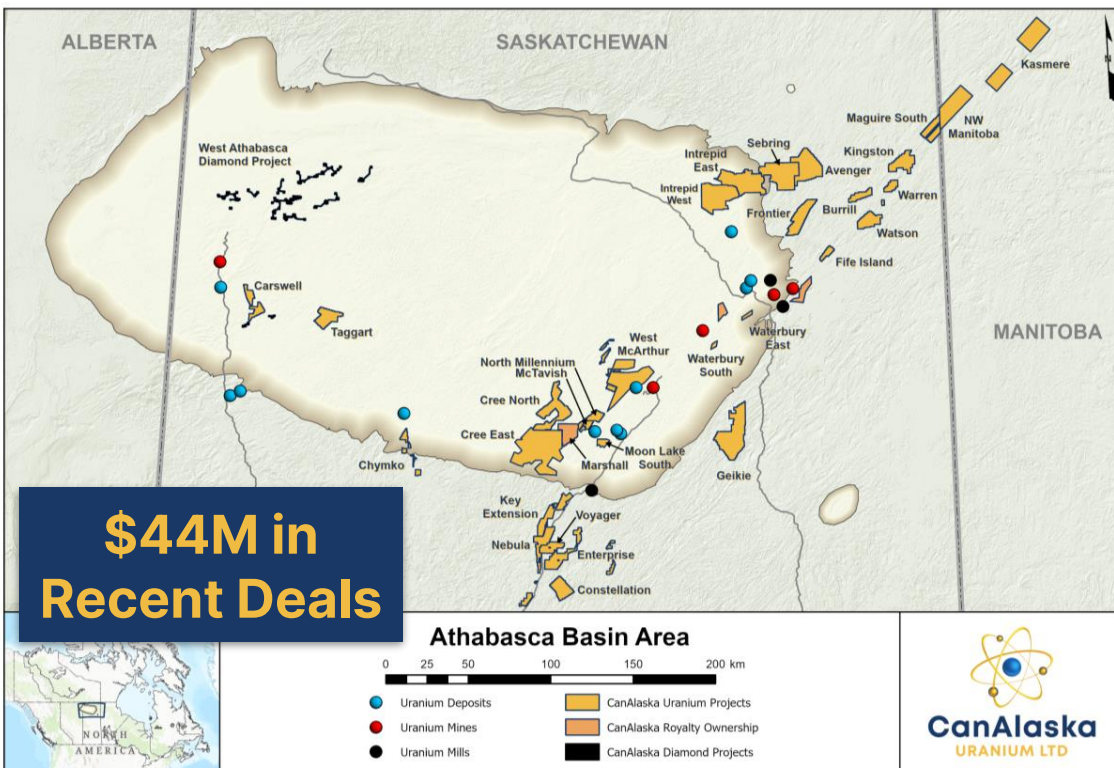 ALBERTA
SASKATCHEWAN
Kasmere
N
Maguire South
NW
Manitoba
West Athabasca
Diamond Project
Sebring
Intrepid
East
Kingston
Avenger
Intrepid
West
Warren
Frontier
Burrill
Watson
Fife Island
Carswell
Taggart
MANITOBA
Waterbury
East
West
McArthur
Waterbury
South
North Millennium
McTavish
Cree North
Cree East
Moon Lake
South
Marshall
Chymko
Geikie
Key
Extension
Voyager
Nebula
Enterprise
Constellation
$44M in
Recent Deals
Athabasca Basin Area
0 25 50 100 150 200 km
Uranium Deposits
CanAlaska Uranium Projects
Uranium Mines
CanAlaska Royalty Ownership
Uranium Mills
CanAlaska Diamond Projects
NORTH
AMERICA
CanAlaska
URANIUM LTD